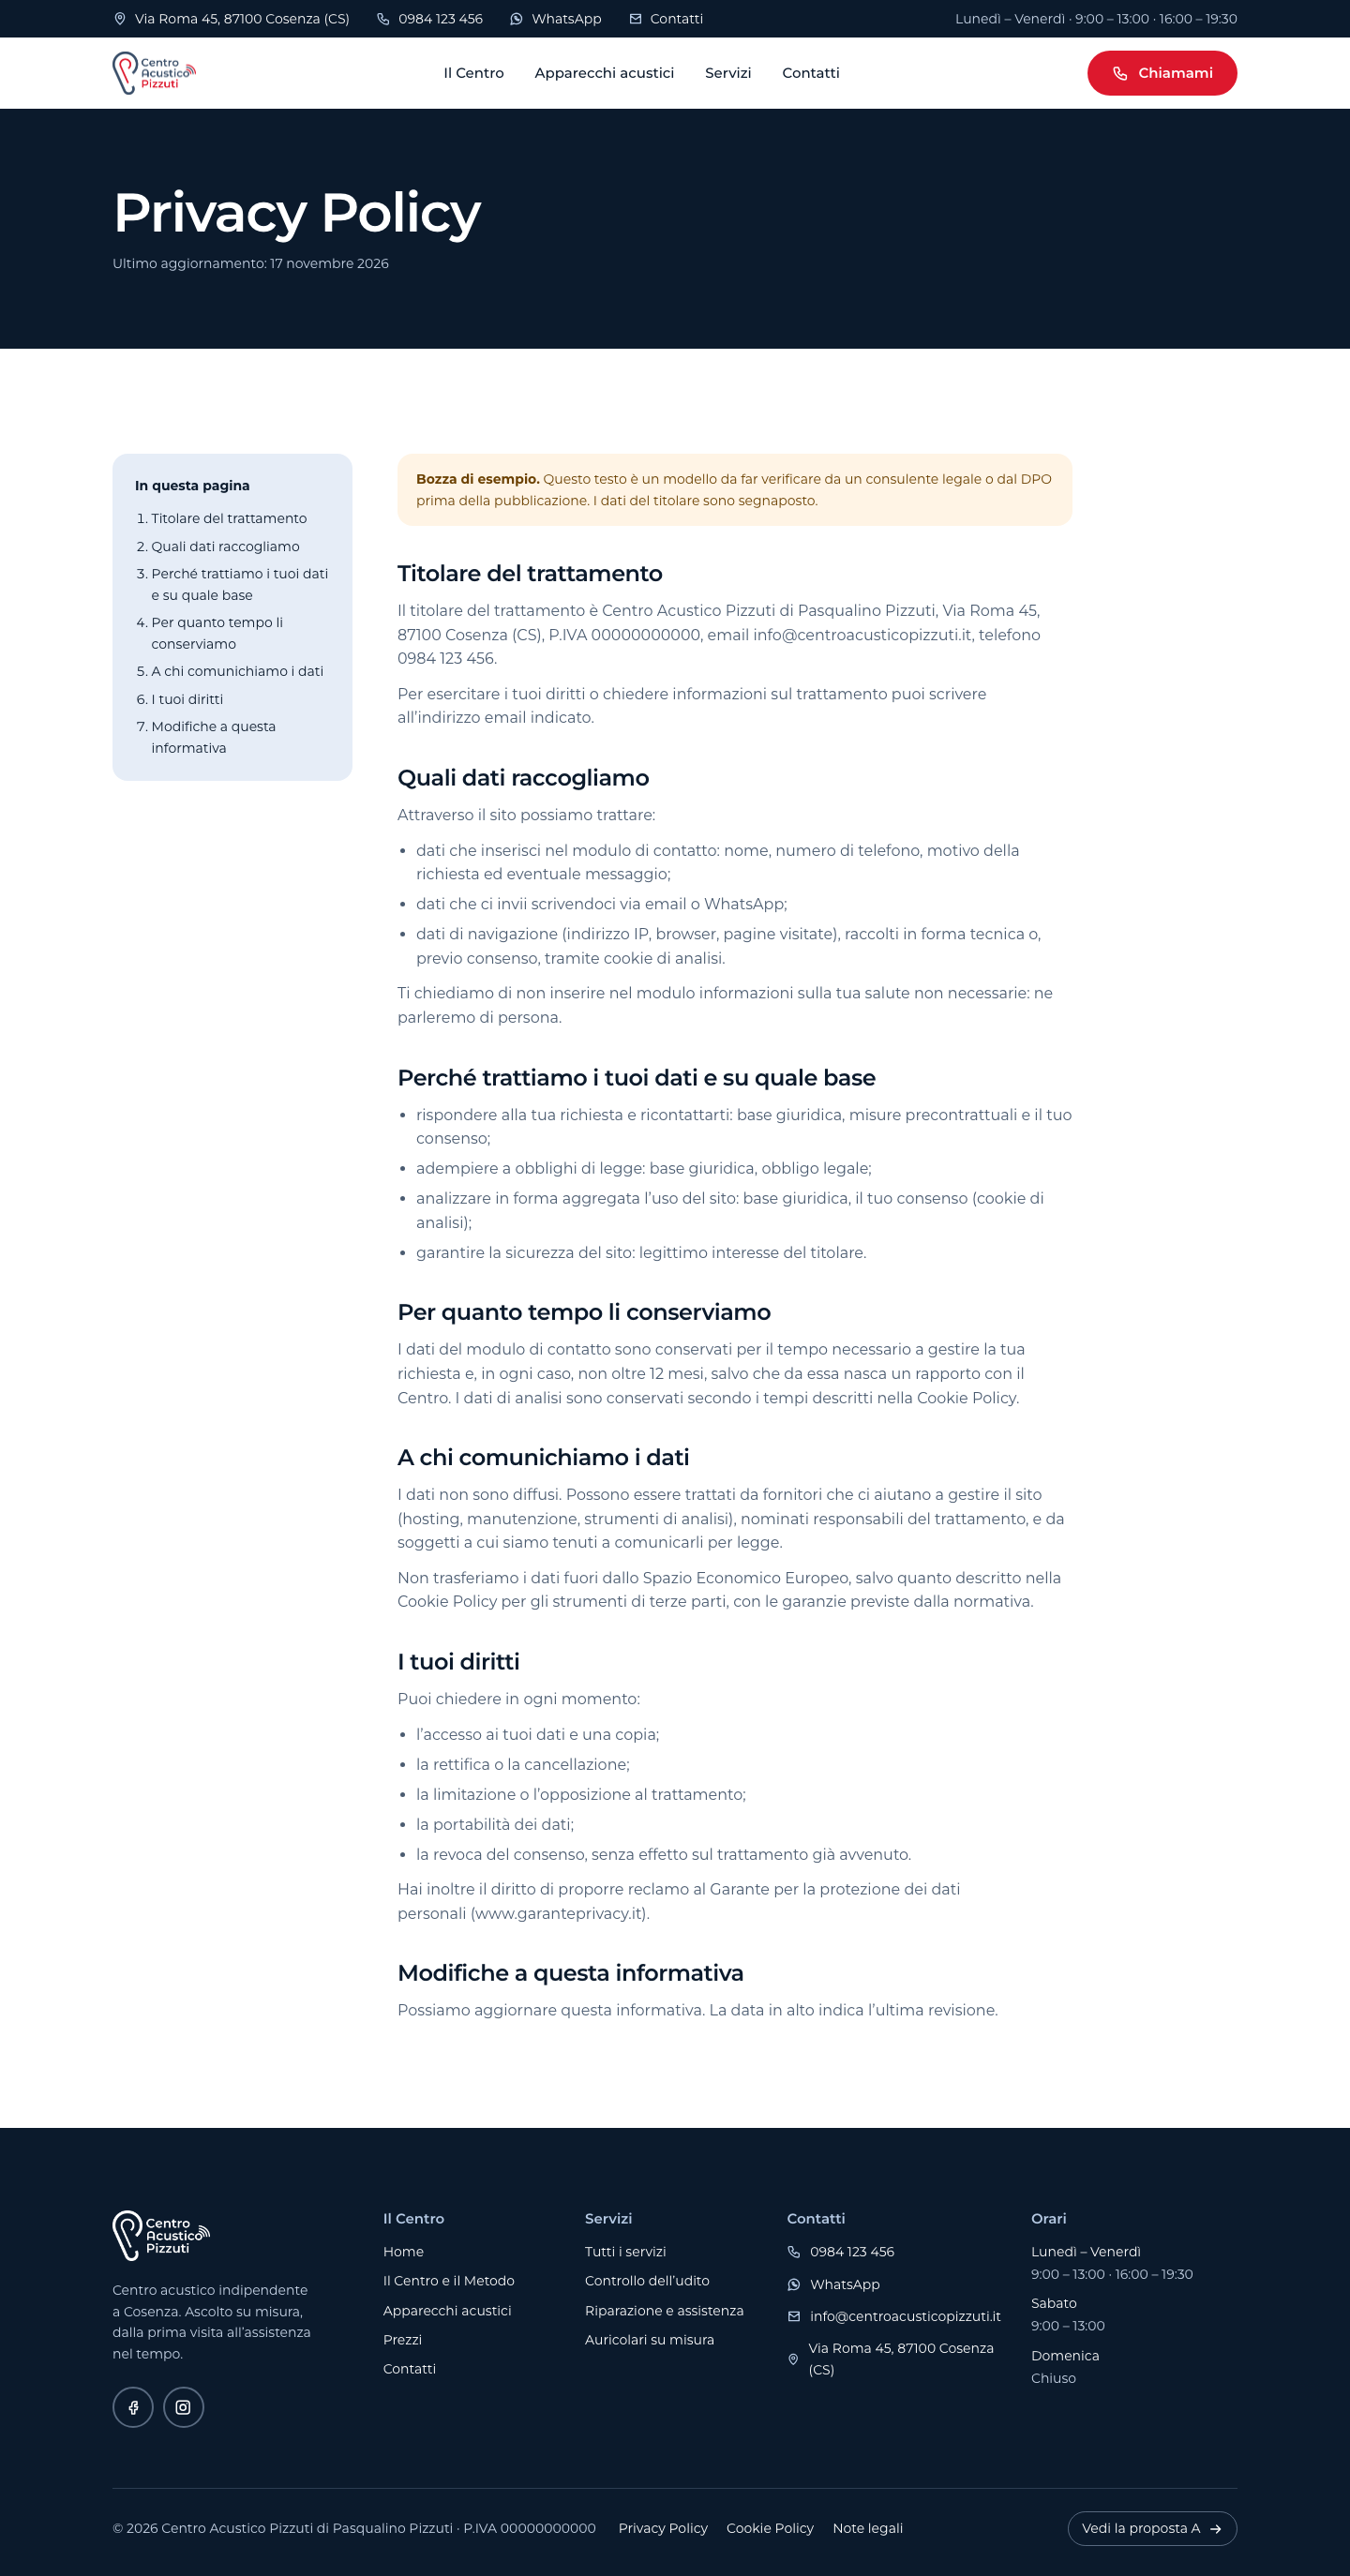 Via Roma 45, 87100 Cosenza (CS)
0984 123 456
WhatsApp
Contatti
Lunedì – Venerdì · 9:00 – 13:00 · 16:00 – 19:30
Centro
Acustico
Pizzuti
Il Centro
Apparecchi acustici
Servizi
Contatti
Chiamami
Privacy Policy
Ultimo aggiornamento: 17 novembre 2026
In questa pagina
1. Titolare del trattamento
2. Quali dati raccogliamo
3. Perché trattiamo i tuoi dati
e su quale base
4. Per quanto tempo li
conserviamo
5. A chi comunichiamo i dati
6. I tuoi diritti
7. Modifiche a questa
informativa
Bozza di esempio. Questo testo è un modello da far verificare da un consulente legale o dal DPO
prima della pubblicazione. I dati del titolare sono segnaposto.
Titolare del trattamento
Il titolare del trattamento è Centro Acustico Pizzuti di Pasqualino Pizzuti, Via Roma 45,
87100 Cosenza (CS), P.IVA 00000000000, email info@centroacusticopizzuti.it, telefono
0984 123 456.
Per esercitare i tuoi diritti o chiedere informazioni sul trattamento puoi scrivere
all’indirizzo email indicato.
Quali dati raccogliamo
Attraverso il sito possiamo trattare:
• dati che inserisci nel modulo di contatto: nome, numero di telefono, motivo della
richiesta ed eventuale messaggio;
• dati che ci invii scrivendoci via email o WhatsApp;
• dati di navigazione (indirizzo IP, browser, pagine visitate), raccolti in forma tecnica o,
previo consenso, tramite cookie di analisi.
Ti chiediamo di non inserire nel modulo informazioni sulla tua salute non necessarie: ne
parleremo di persona.
Perché trattiamo i tuoi dati e su quale base
• rispondere alla tua richiesta e ricontattarti: base giuridica, misure precontrattuali e il tuo
consenso;
• adempiere a obblighi di legge: base giuridica, obbligo legale;
• analizzare in forma aggregata l’uso del sito: base giuridica, il tuo consenso (cookie di
analisi);
• garantire la sicurezza del sito: legittimo interesse del titolare.
Per quanto tempo li conserviamo
I dati del modulo di contatto sono conservati per il tempo necessario a gestire la tua
richiesta e, in ogni caso, non oltre 12 mesi, salvo che da essa nasca un rapporto con il
Centro. I dati di analisi sono conservati secondo i tempi descritti nella Cookie Policy.
A chi comunichiamo i dati
I dati non sono diffusi. Possono essere trattati da fornitori che ci aiutano a gestire il sito
(hosting, manutenzione, strumenti di analisi), nominati responsabili del trattamento, e da
soggetti a cui siamo tenuti a comunicarli per legge.
Non trasferiamo i dati fuori dallo Spazio Economico Europeo, salvo quanto descritto nella
Cookie Policy per gli strumenti di terze parti, con le garanzie previste dalla normativa.
I tuoi diritti
Puoi chiedere in ogni momento:
• l’accesso ai tuoi dati e una copia;
• la rettifica o la cancellazione;
• la limitazione o l’opposizione al trattamento;
• la portabilità dei dati;
• la revoca del consenso, senza effetto sul trattamento già avvenuto.
Hai inoltre il diritto di proporre reclamo al Garante per la protezione dei dati
personali (www.garanteprivacy.it).
Modifiche a questa informativa
Possiamo aggiornare questa informativa. La data in alto indica l’ultima revisione.
Centro
Acustico
Pizzuti
Centro acustico indipendente
a Cosenza. Ascolto su misura,
dalla prima visita all’assistenza
nel tempo.
Il Centro
Home
Il Centro e il Metodo
Apparecchi acustici
Prezzi
Contatti
Servizi
Tutti i servizi
Controllo dell’udito
Riparazione e assistenza
Auricolari su misura
Contatti
0984 123 456
WhatsApp
info@centroacusticopizzuti.it
Via Roma 45, 87100 Cosenza
(CS)
Orari
Lunedì – Venerdì
9:00 – 13:00 · 16:00 – 19:30
Sabato
9:00 – 13:00
Domenica
Chiuso
© 2026 Centro Acustico Pizzuti di Pasqualino Pizzuti · P.IVA 00000000000
Privacy Policy
Cookie Policy
Note legali
Vedi la proposta A →